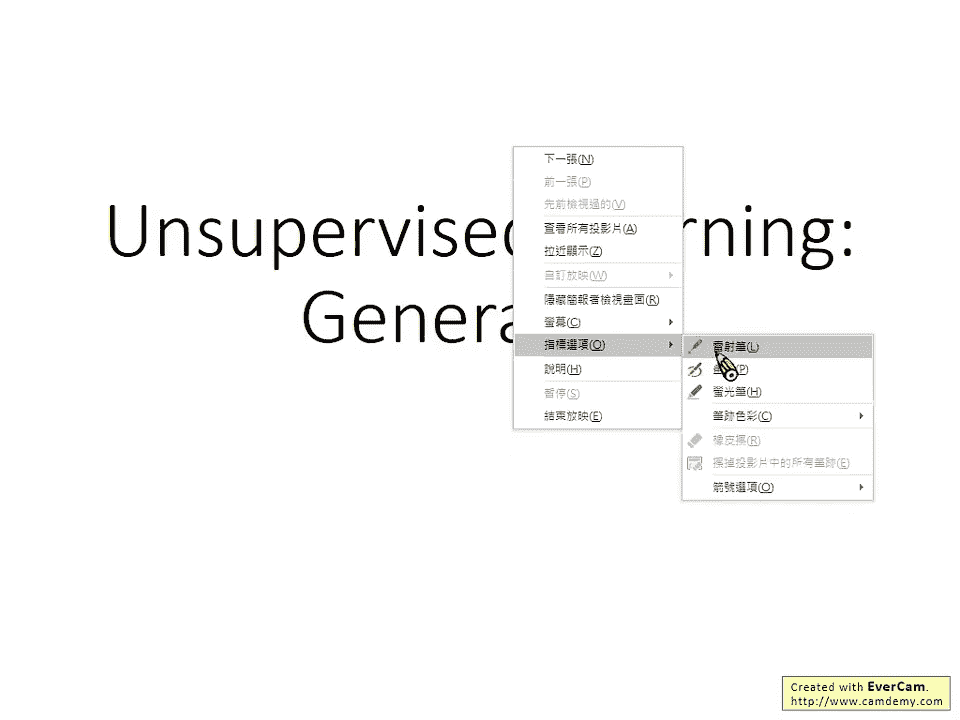 Unsupervised
rning:
Genera
下一張(N)
前一張(P)
先前檢視過的(V)
查看所有投影片(A)
拉近顯示(Z)
自訂放映(W)
隱藏簡報者檢視畫面(R)
螢幕(C)
指標選項(O)
說明(H)
暫停(S)
結束放映(E)
雷射筆(L)
(P)
螢光筆(H)
筆跡色彩(C)
橡皮擦(R)
擦掉投影片中的所有筆跡(E)
箭號選項(O)
Created with EverCam.
http://www.camdemy.com